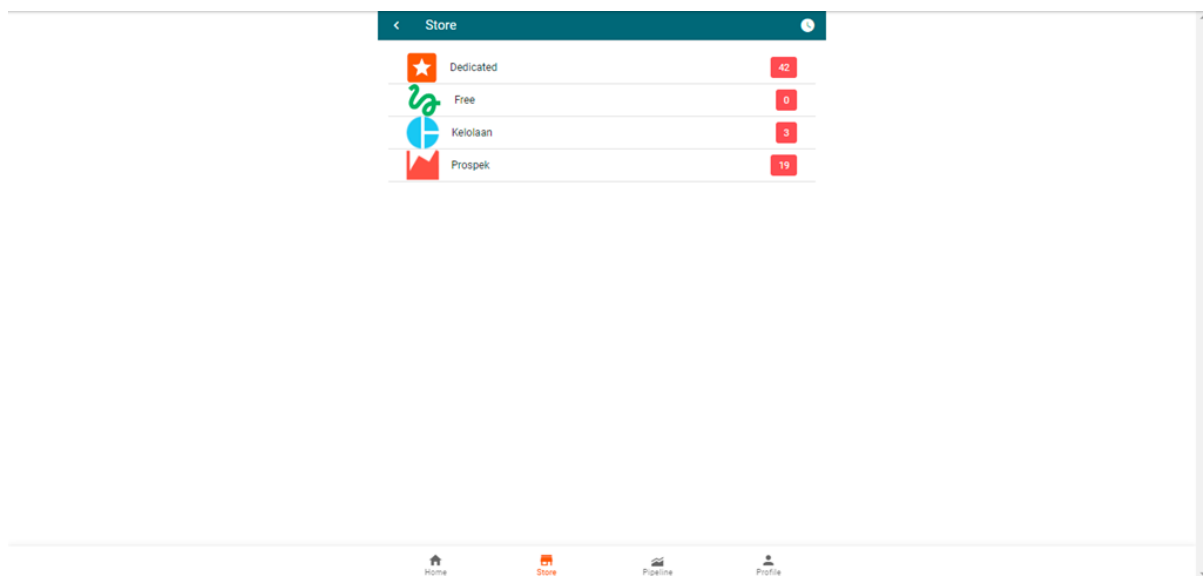 Store
Dedicated 42
Free 0
Kelolaan 3
Prospek 19
Home Store Pipeline Profile